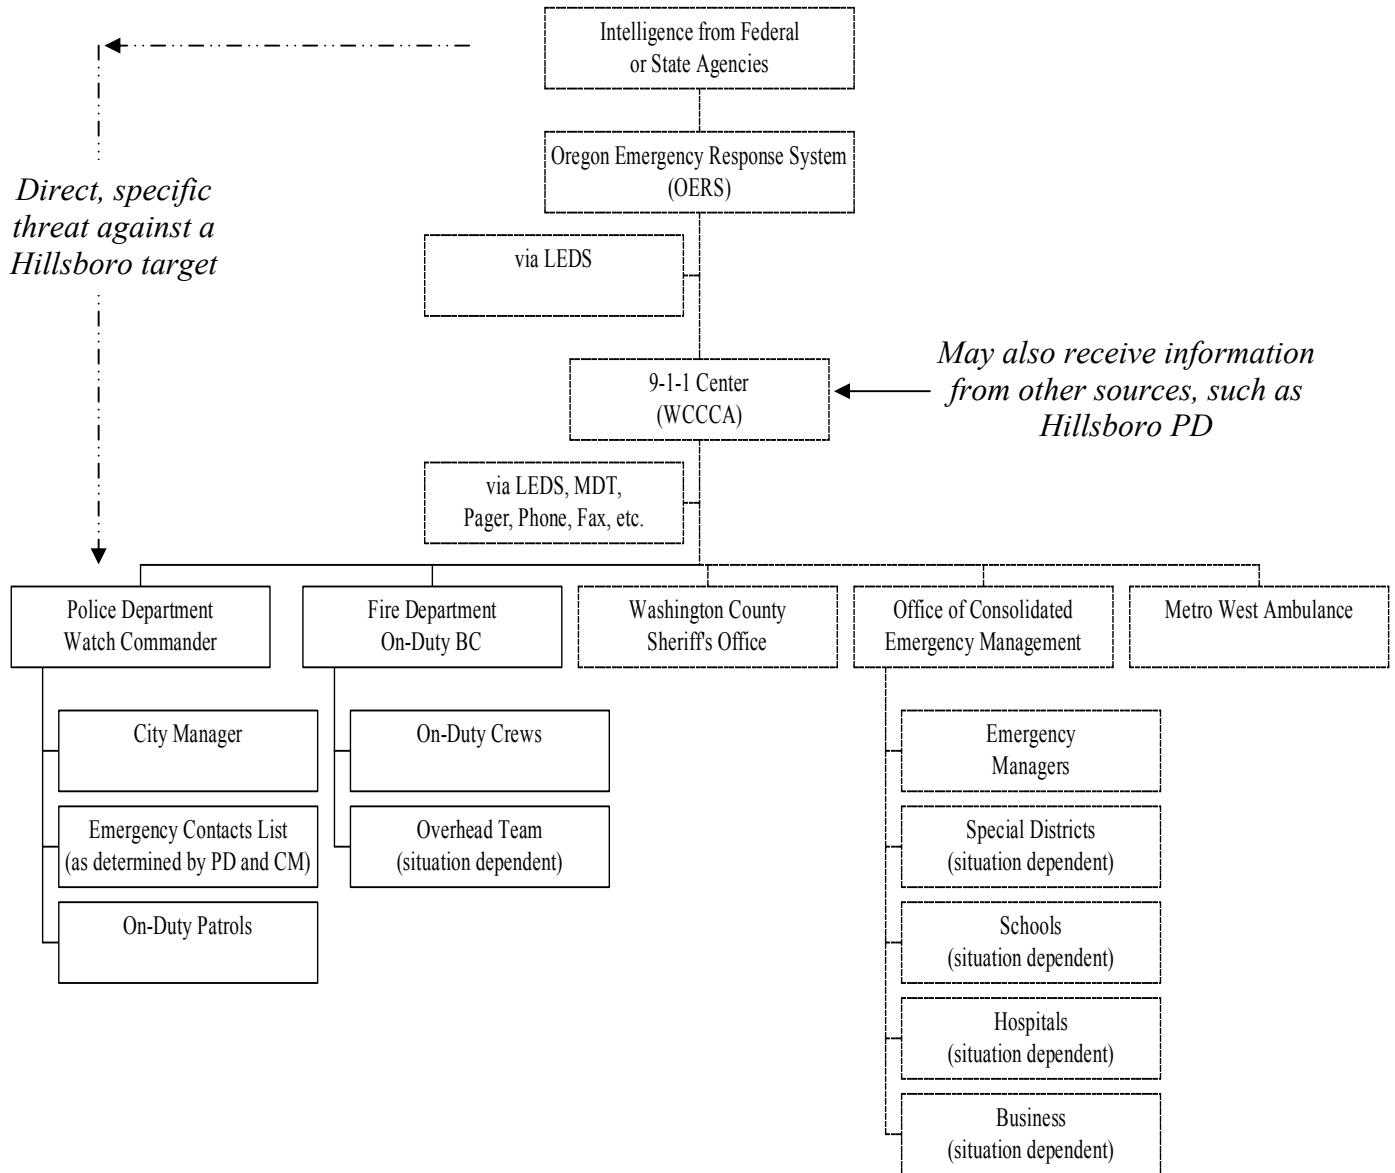 Intelligence from Federal
or State Agencies
Oregon Emergency Response System
(OERS)
Direct, specific
threat against a
Hillsboro target
via LEDS
9-1-1 Center
(WCCCA)
May also receive information
from other sources, such as
Hillsboro PD
via LEDS, MDT,
Pager, Phone, Fax, etc.
Police Department
Watch Commander
Fire Department
On-Duty BC
Washington County
Sheriff's Office
Office of Consolidated
Emergency Management
Metro West Ambulance
City Manager
Emergency Contacts List
(as determined by PD and CM)
On-Duty Patrols
On-Duty Crews
Overhead Team
(situation dependent)
Emergency
Managers
Special Districts
(situation dependent)
Schools
(situation dependent)
Hospitals
(situation dependent)
Business
(situation dependent)